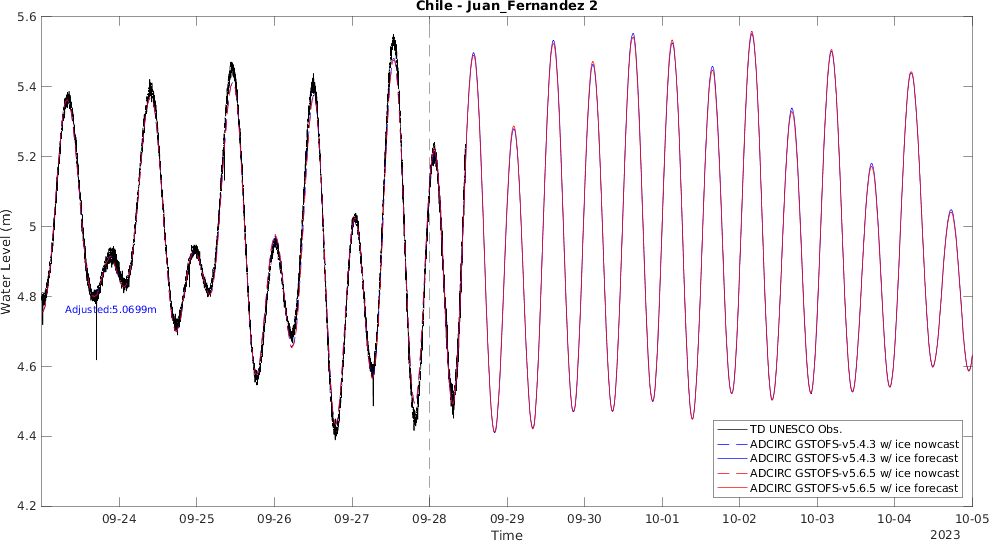 Chile - Juan_Fernandez 2
Water Level (m)
5.6
5.4
5.2
5
4.8
4.6
4.4
4.2
Adjusted:5.0699m
TD UNESCO Obs.
ADCIRC GSTOFS-v5.4.3 w/ ice nowcast
ADCIRC GSTOFS-v5.4.3 w/ ice forecast
ADCIRC GSTOFS-v5.6.5 w/ ice nowcast
ADCIRC GSTOFS-v5.6.5 w/ ice forecast
09-24 09-25 09-26 09-27 09-28 09-29 09-30 10-01 10-02 10-03 10-04 10-05
Time
2023